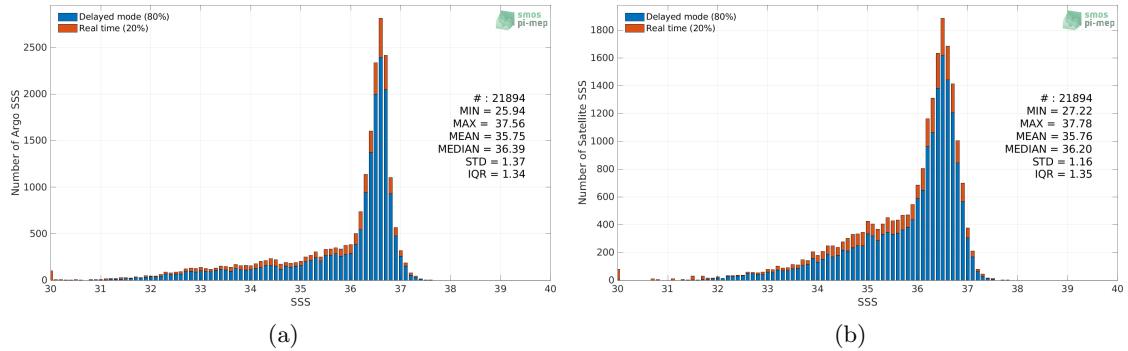 Delayed mode (80%)
Real time (20%)
smos
pi-mep
Number of Argo SSS
2500
2000
1500
1000
500
0
# : 21894
MIN = 25.94
MAX = 37.56
MEAN = 35.75
MEDIAN = 36.39
STD = 1.37
IQR = 1.34
30 31 32 33 34 35 36 37 38 39 40
SSS
(a)
Delayed mode (80%)
Real time (20%)
smos
pi-mep
Number of Satellite SSS
1800
1600
1400
1200
1000
800
600
400
200
0
# : 21894
MIN = 27.22
MAX = 37.78
MEAN = 35.76
MEDIAN = 36.20
STD = 1.16
IQR = 1.35
30 31 32 33 34 35 36 37 38 39 40
SSS
(b)